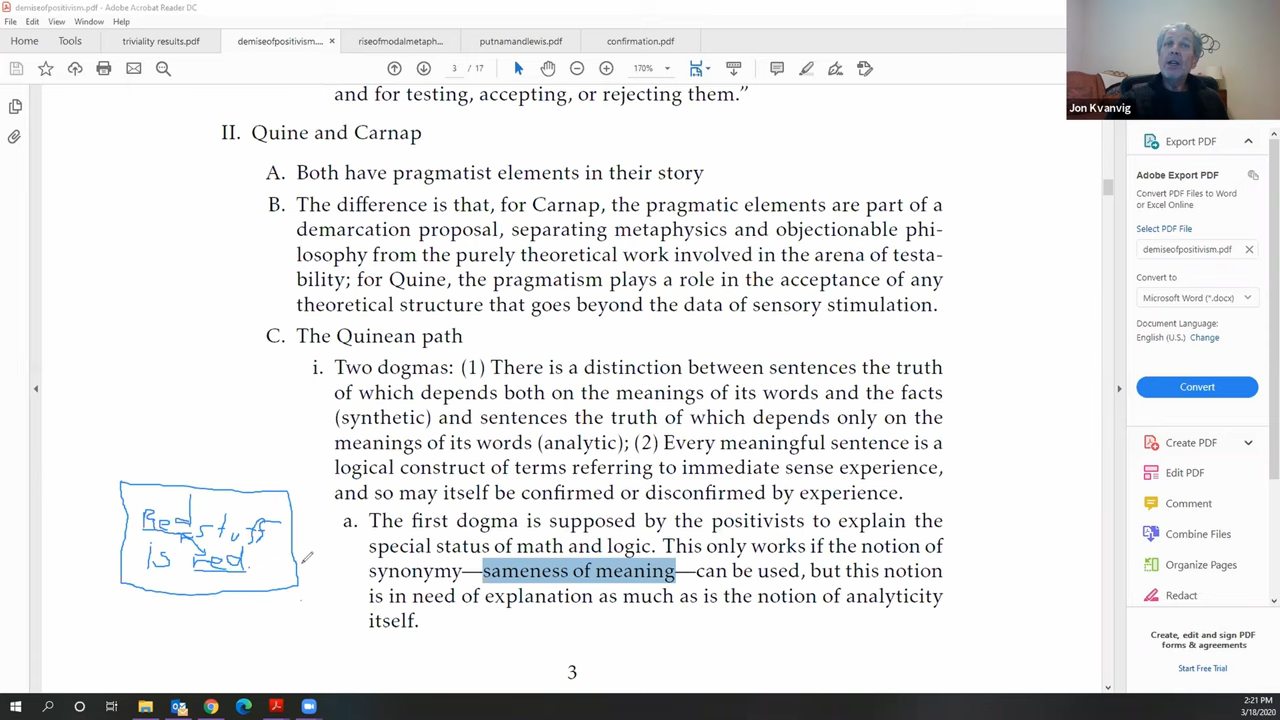 demiseofpositivism.pdf - Adobe Acrobat Reader DC
File Edit View Window Help
Home Tools triviality results.pdf demiseofpositivism.... × riseofmodalmetaph... putnamandlewis.pdf confirmation.pdf
3 / 17 170%
Jon Kvanvig
and for testing, accepting, or rejecting them.”
II. Quine and Carnap
A. Both have pragmatist elements in their story
B. The difference is that, for Carnap, the pragmatic elements are part of a
demarcation proposal, separating metaphysics and objectionable phi-
losophy from the purely theoretical work involved in the arena of testa-
bility; for Quine, the pragmatism plays a role in the acceptance of any
theoretical structure that goes beyond the data of sensory stimulation.
C. The Quinean path
i. Two dogmas: (1) There is a distinction between sentences the truth
of which depends both on the meanings of its words and the facts
(synthetic) and sentences the truth of which depends only on the
meanings of its words (analytic); (2) Every meaningful sentence is a
logical construct of terms referring to immediate sense experience,
and so may itself be confirmed or disconfirmed by experience.
a. The first dogma is supposed by the positivists to explain the
special status of math and logic. This only works if the notion of
synonymy—sameness of meaning—can be used, but this notion
is in need of explanation as much as is the notion of analyticity
itself.
3
Red stuff
is red.
Export PDF
Adobe Export PDF
Convert PDF Files to Word
or Excel Online
Select PDF File
demiseofpositivism.pdf ×
Convert to
Microsoft Word (*.docx)
Document Language:
English (U.S.) Change
Convert
Create PDF
Edit PDF
Comment
Combine Files
Organize Pages
Redact
Create, edit and sign PDF
forms & agreements
Start Free Trial
2:21 PM
3/18/2020